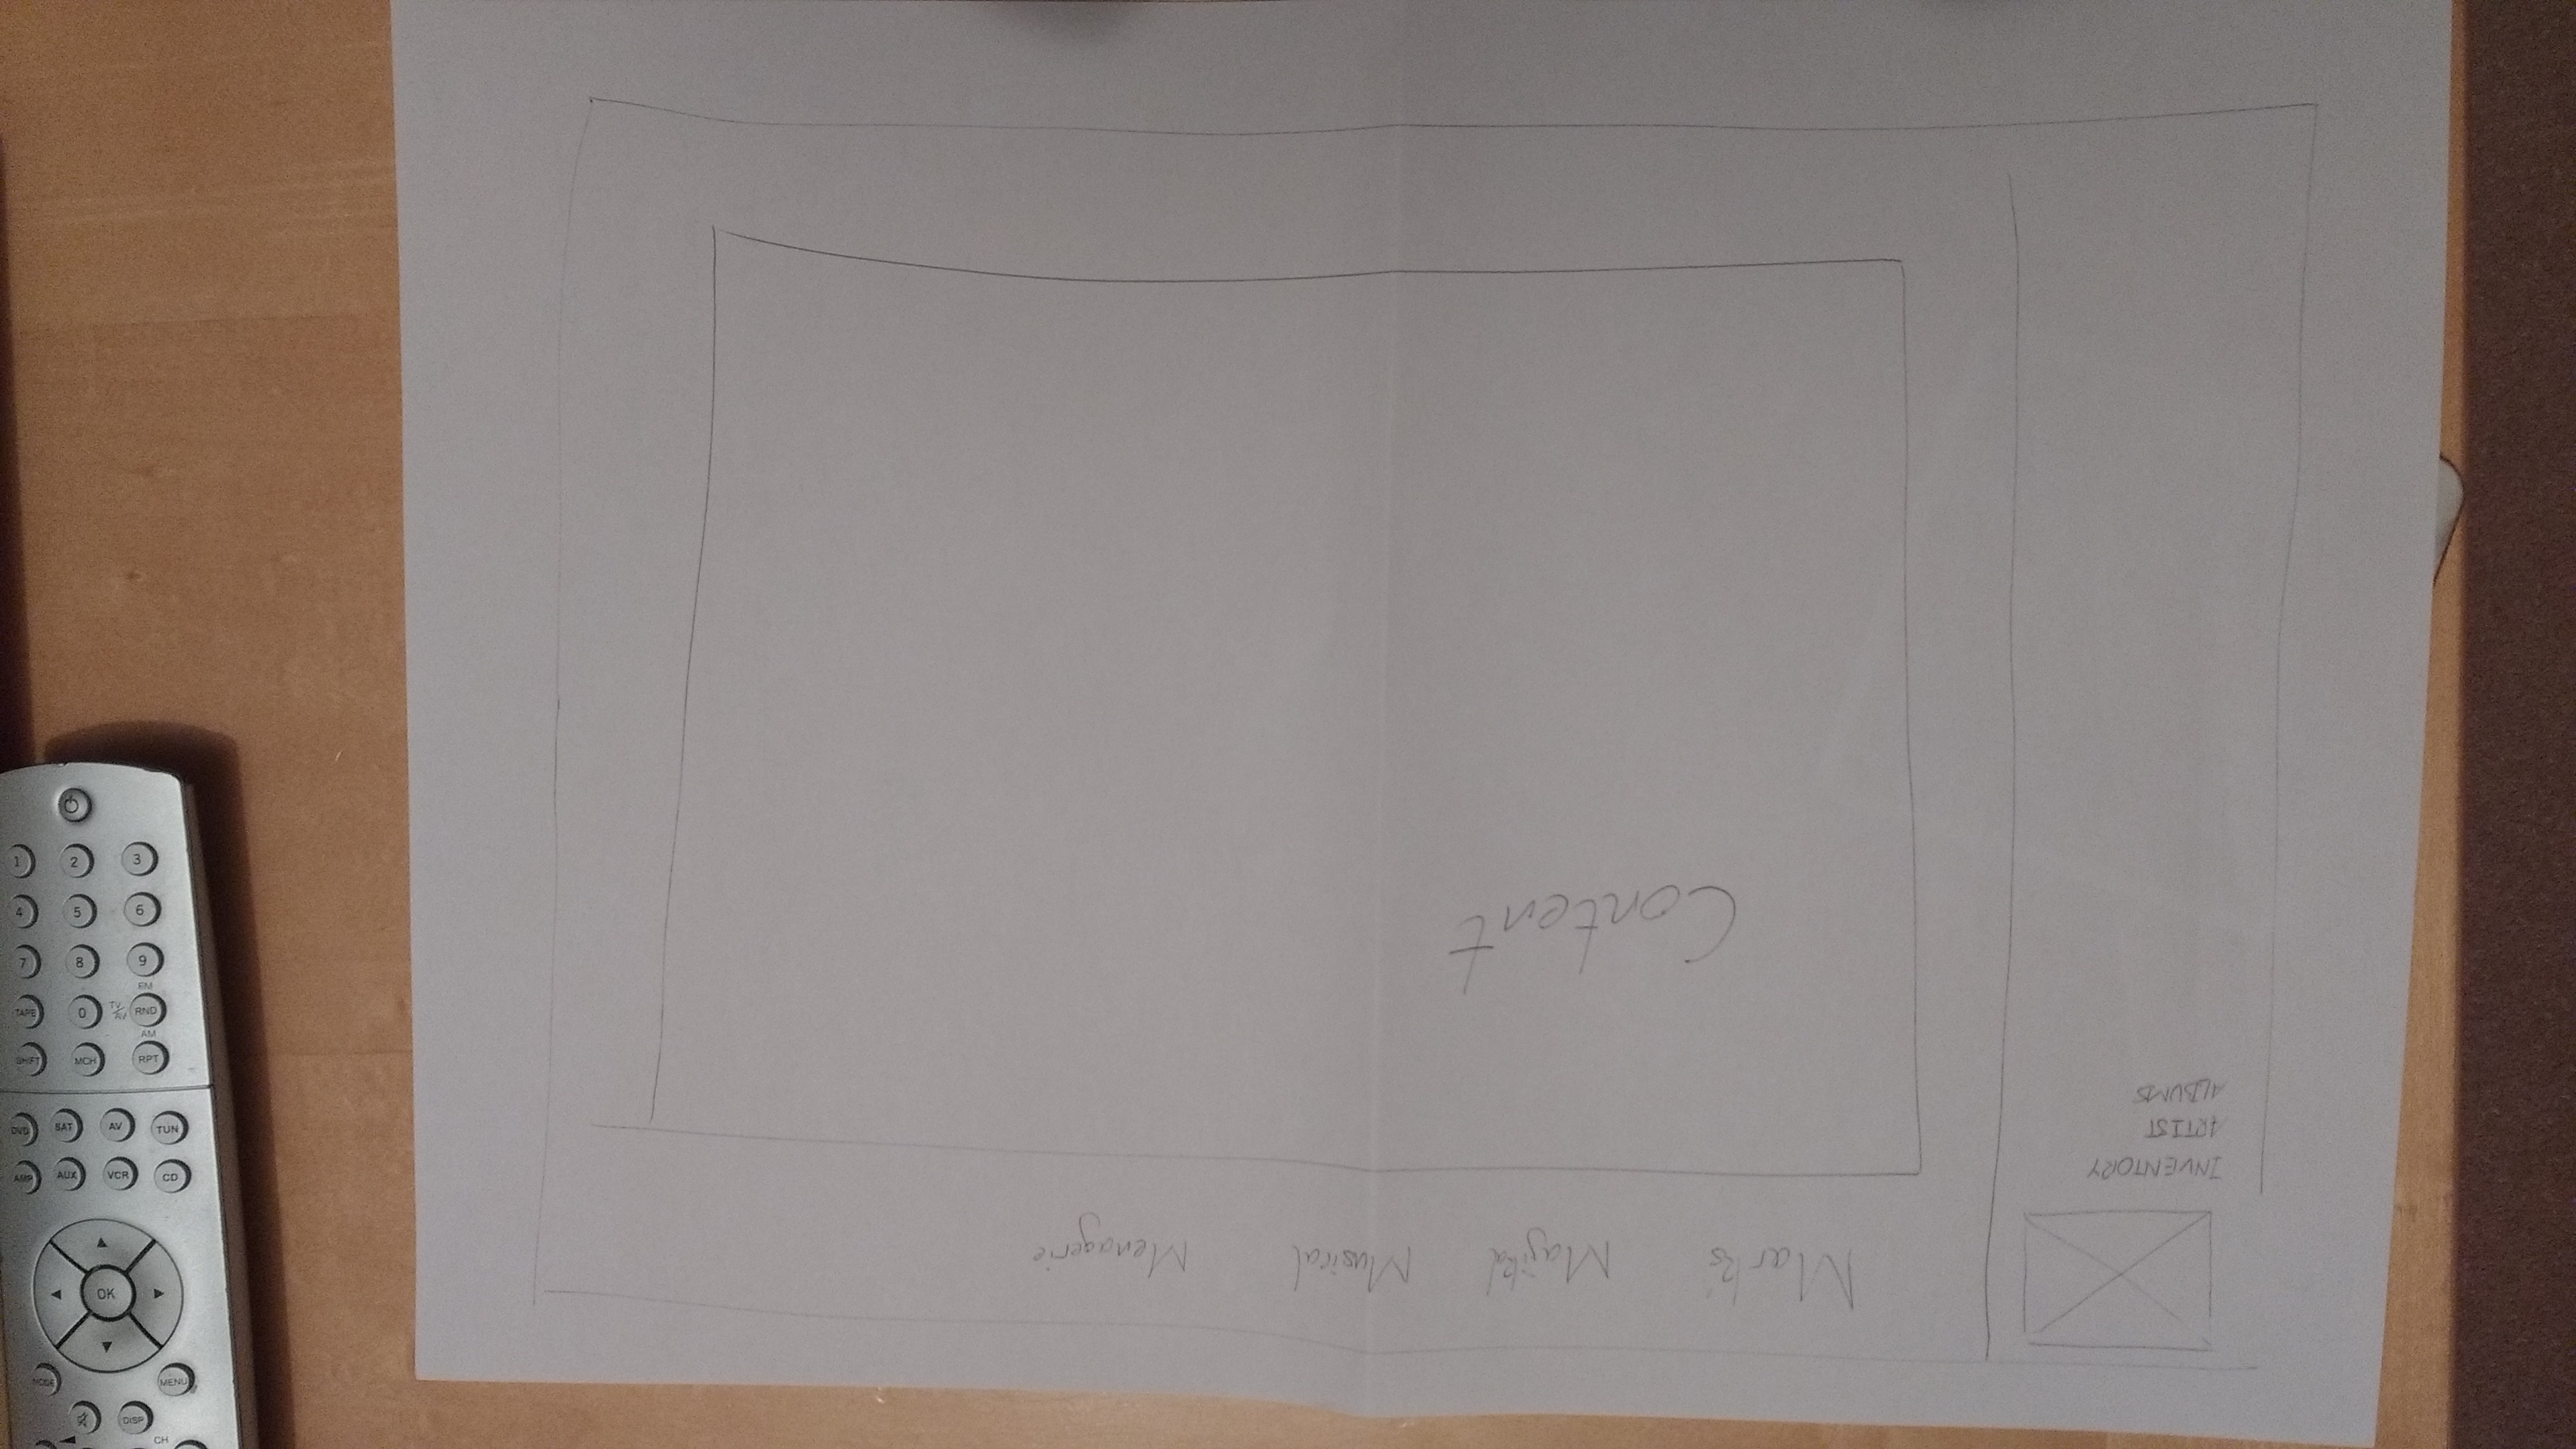 Mark's Musical Menagerie
INVENTORY
ARTIST
ALBUMS
Content
1 2 3
4 5 6
7 8 9
FM
TAPE 0 TV/AV RND
AM
SHIFT MCH RPT
DVD SAT AV TUN
AMP AUX VCR CD
OK
MODE MENU
DISP
CH